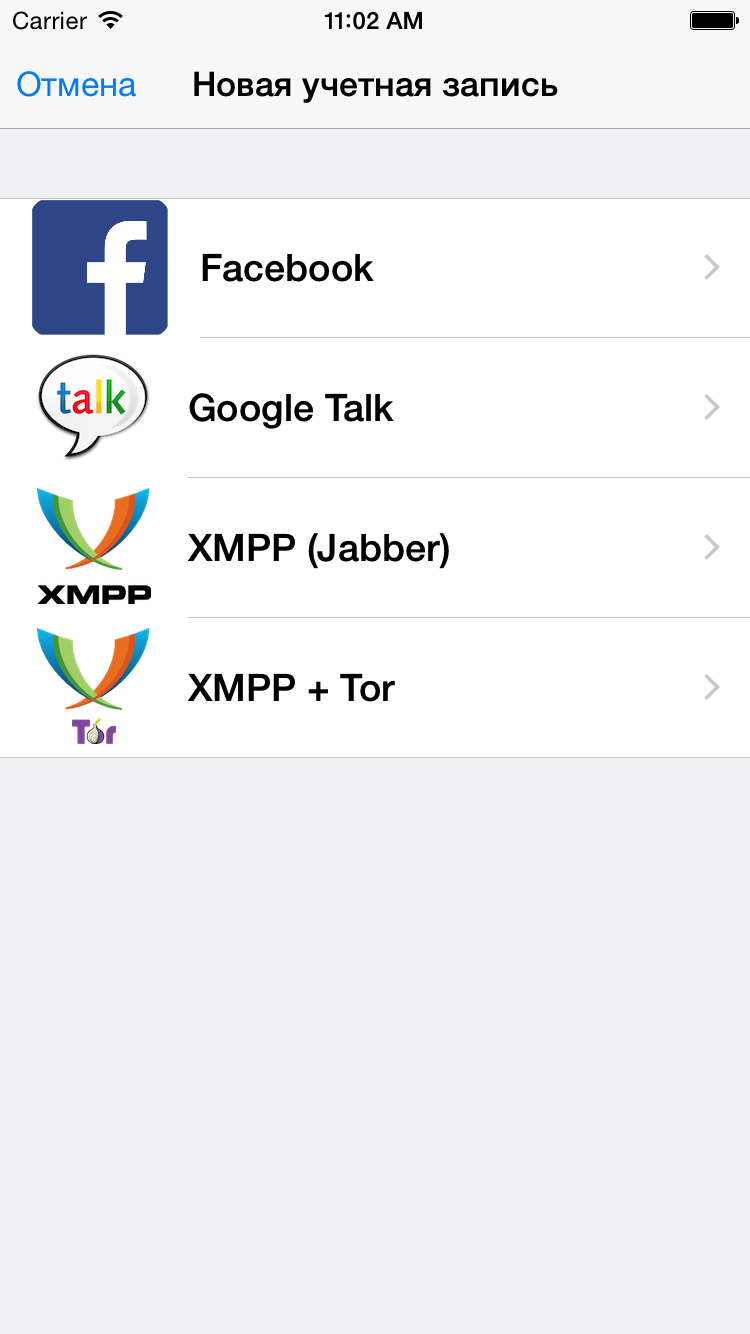 Carrier 11:02 AM
Отмена Новая учетная запись
f Facebook
talk Google Talk
XMPP (Jabber)
XMPP
XMPP + Tor
Tor